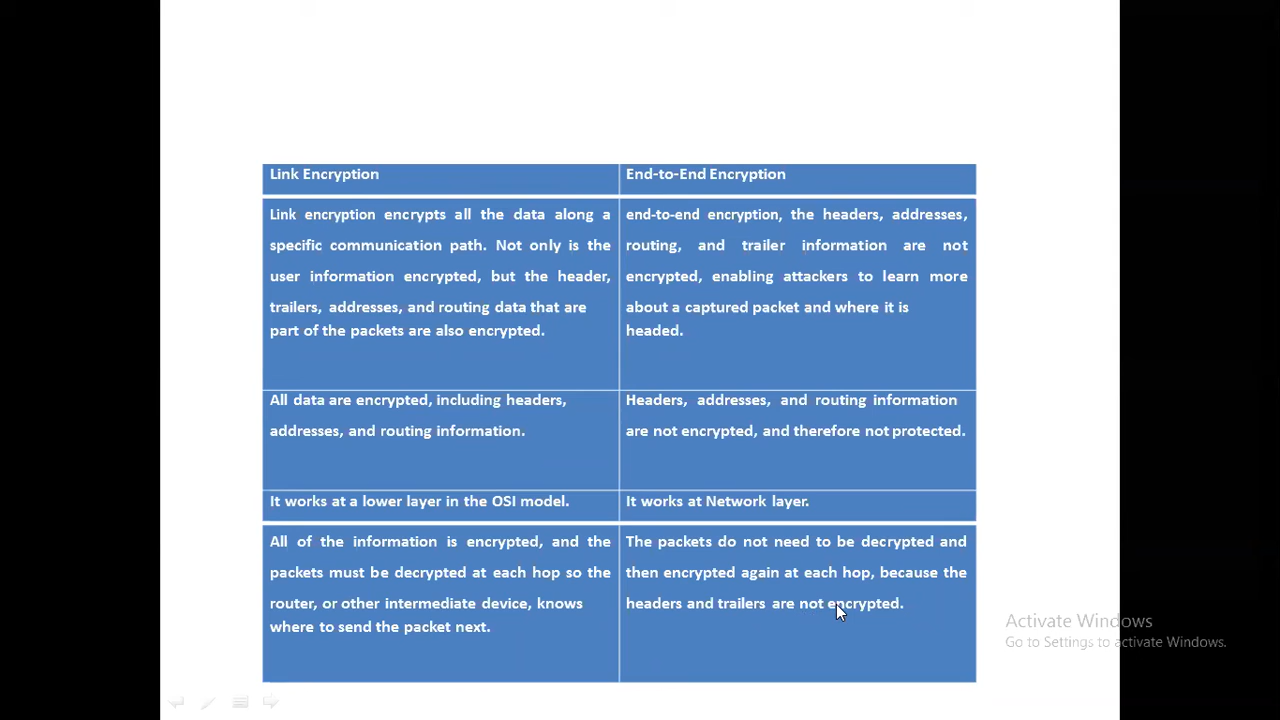 Link Encryption
End-to-End Encryption
Link encryption encrypts all the data along a
specific communication path. Not only is the
user information encrypted, but the header,
trailers, addresses, and routing data that are
part of the packets are also encrypted.
end-to-end encryption, the headers, addresses,
routing, and trailer information are not
encrypted, enabling attackers to learn more
about a captured packet and where it is
headed.
All data are encrypted, including headers,
addresses, and routing information.
Headers, addresses, and routing information
are not encrypted, and therefore not protected.
It works at a lower layer in the OSI model.
It works at Network layer.
All of the information is encrypted, and the
packets must be decrypted at each hop so the
router, or other intermediate device, knows
where to send the packet next.
The packets do not need to be decrypted and
then encrypted again at each hop, because the
headers and trailers are not encrypted.
Activate Windows
Go to Settings to activate Windows.